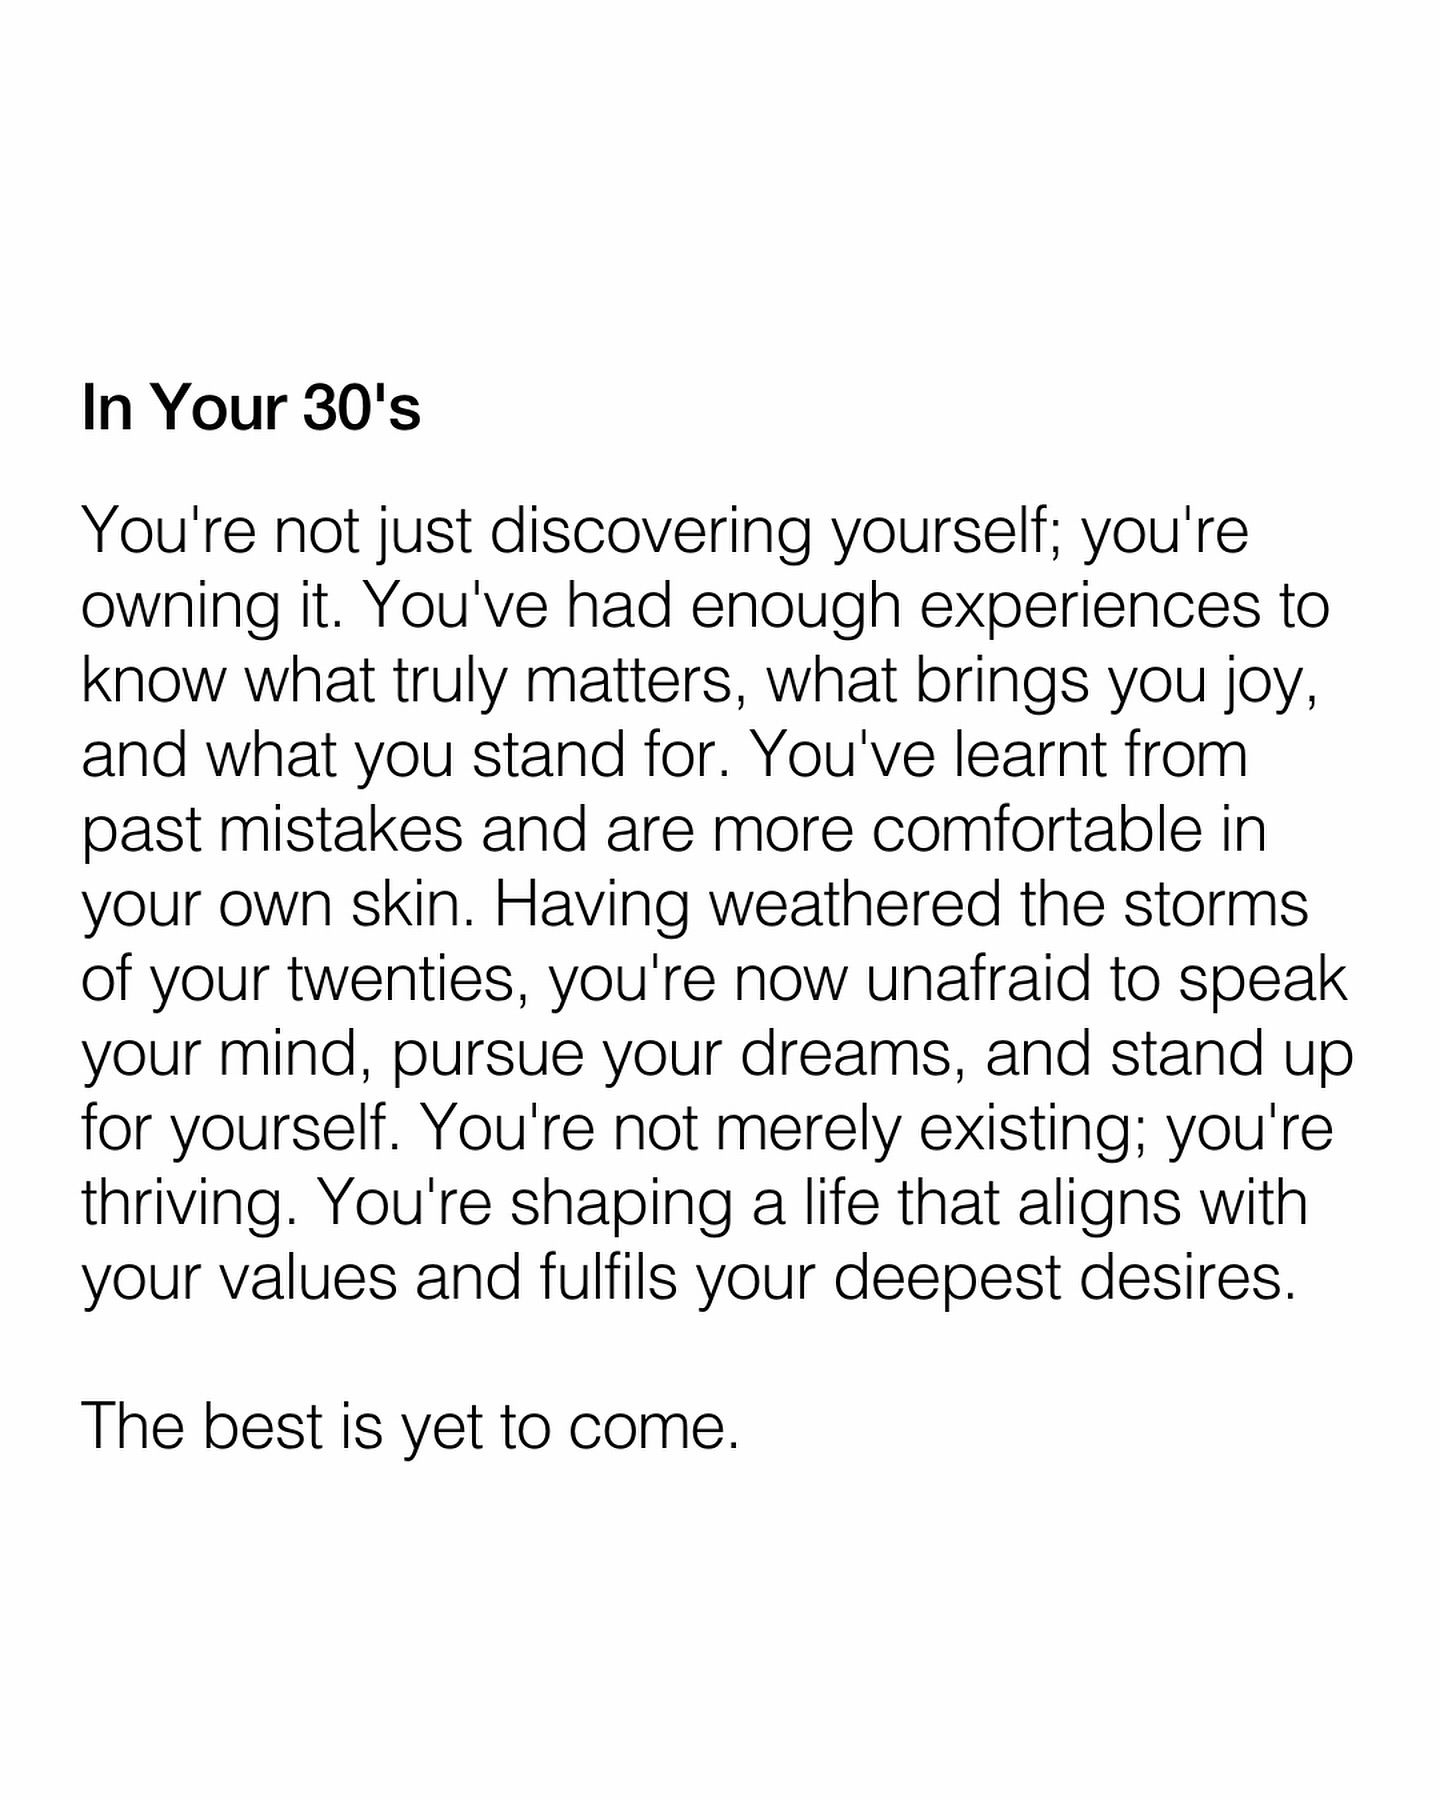 In Your 30's
You're not just discovering yourself; you're
owning it. You've had enough experiences to
know what truly matters, what brings you joy,
and what you stand for. You've learnt from
past mistakes and are more comfortable in
your own skin. Having weathered the storms
of your twenties, you're now unafraid to speak
your mind, pursue your dreams, and stand up
for yourself. You're not merely existing; you're
thriving. You're shaping a life that aligns with
your values and fulfils your deepest desires.
The best is yet to come.